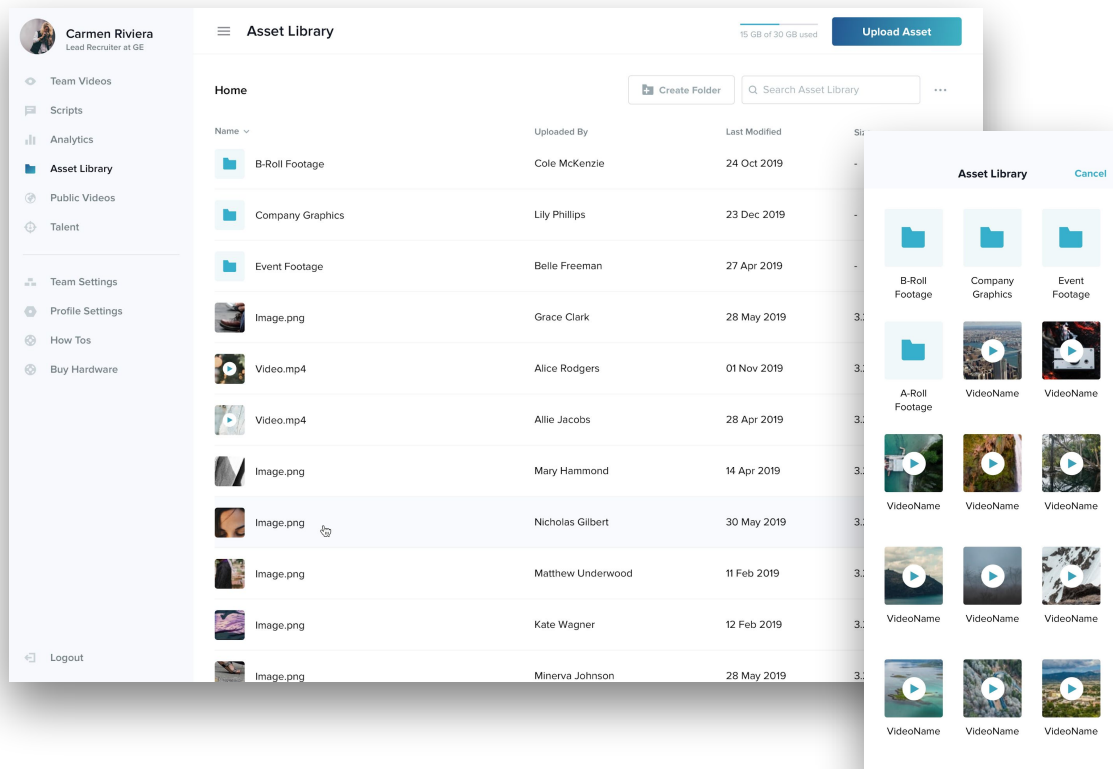 Carmen Riviera
Lead Recruiter at GE
Team Videos
Scripts
Analytics
Asset Library
Public Videos
Talent
Team Settings
Profile Settings
How Tos
Buy Hardware
Logout
Asset Library
15 GB of 30 GB used
Upload Asset
Home
Create Folder
Search Asset Library
Name Uploaded By Last Modified
B-Roll Footage Cole McKenzie 24 Oct 2019 -
Company Graphics Lily Phillips 23 Dec 2019 -
Event Footage Belle Freeman 27 Apr 2019 -
Image.png Grace Clark 28 May 2019
Video.mp4 Alice Rodgers 01 Nov 2019
Video.mp4 Allie Jacobs 28 Apr 2019
Image.png Mary Hammond 14 Apr 2019
Image.png Nicholas Gilbert 30 May 2019
Image.png Matthew Underwood 11 Feb 2019
Image.png Kate Wagner 12 Feb 2019
Image.png Minerva Johnson 28 May 2019
Asset Library Cancel
B-Roll Company Event
Footage Graphics Footage
A-Roll VideoName VideoName
Footage
VideoName VideoName VideoName
VideoName VideoName VideoName
VideoName VideoName VideoName